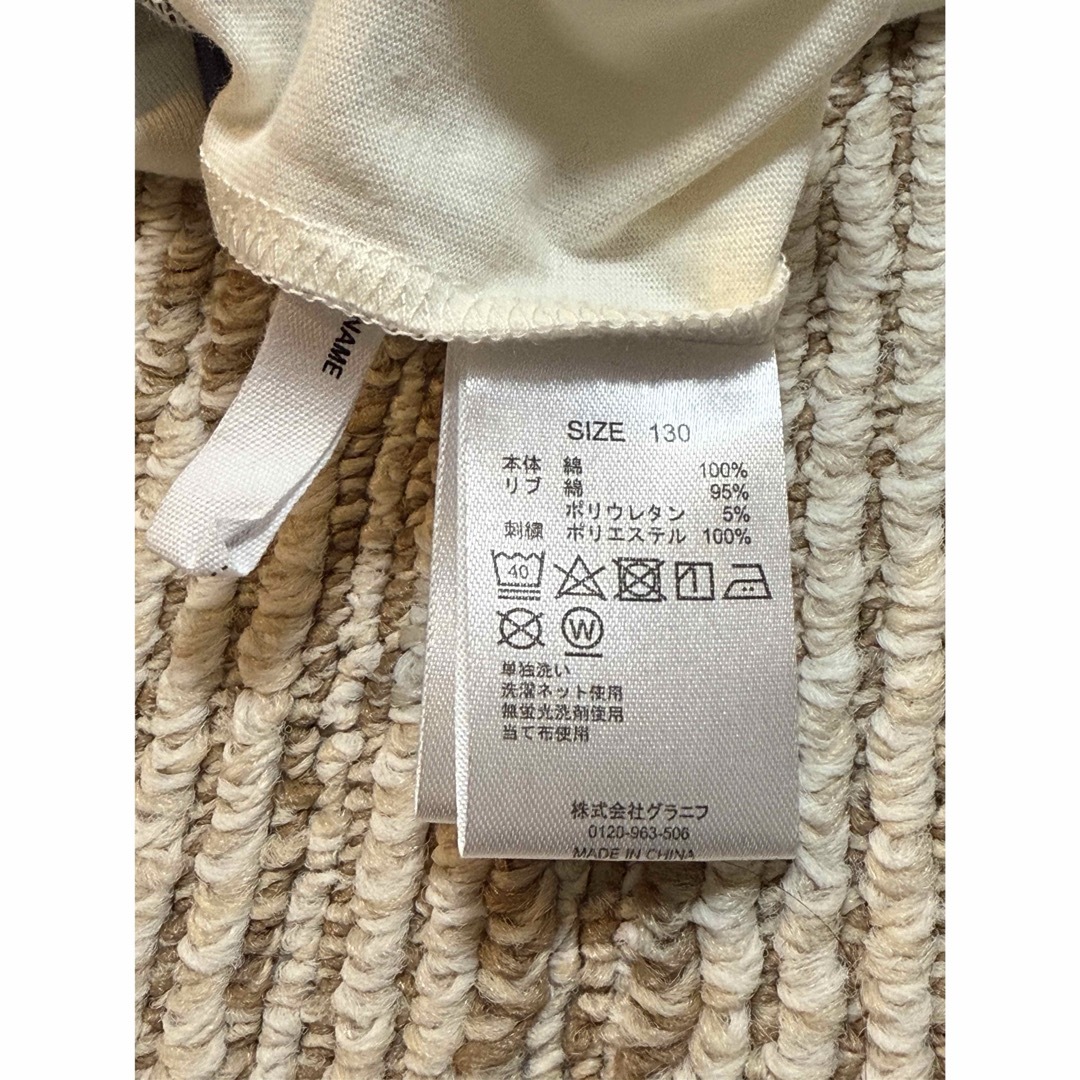 NAME
SIZE 130
本体 綿 100%
リブ 綿 95%
ポリウレタン 5%
刺繍 ポリエステル 100%
40
W
単独洗い
洗濯ネット使用
無蛍光洗剤使用
当て布使用
株式会社グラニフ
0120-963-506
MADE IN CHINA